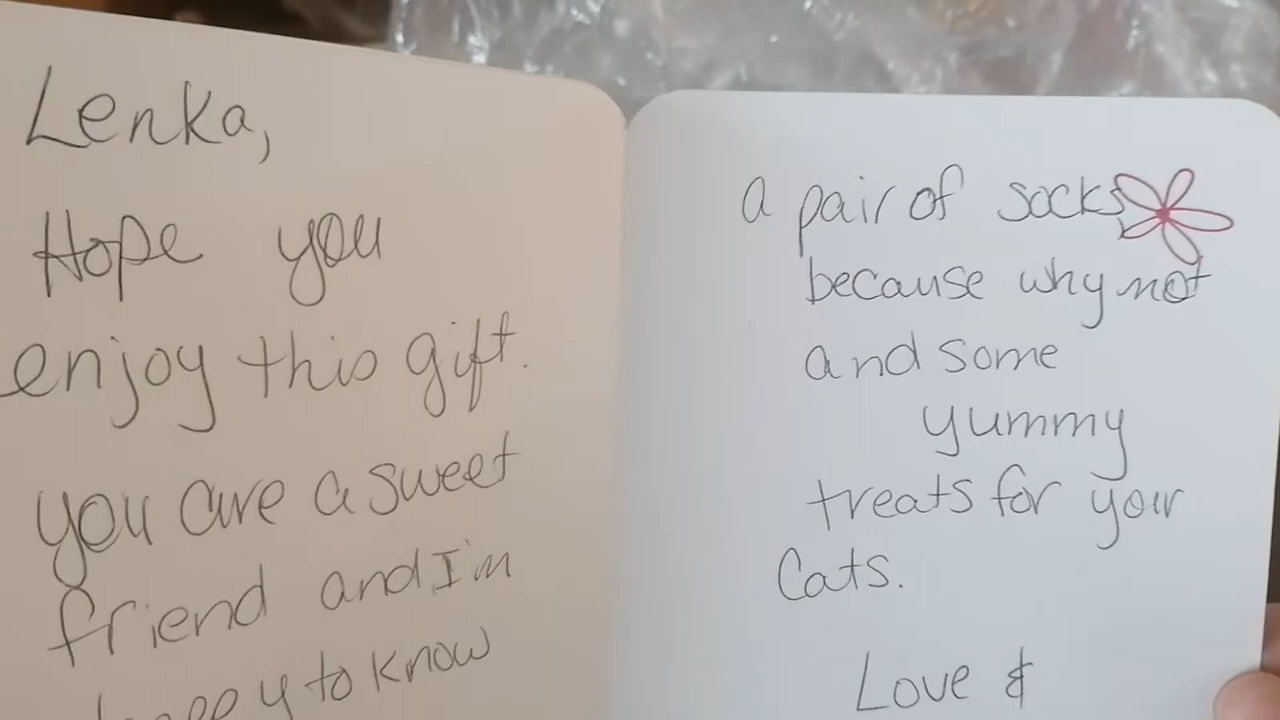 Lenka,
Hope you
enjoy this gift.
you are a sweet
friend and I'm
happy to know
a pair of socks
because why not
and some
yummy
treats for your
Cats.
Love &